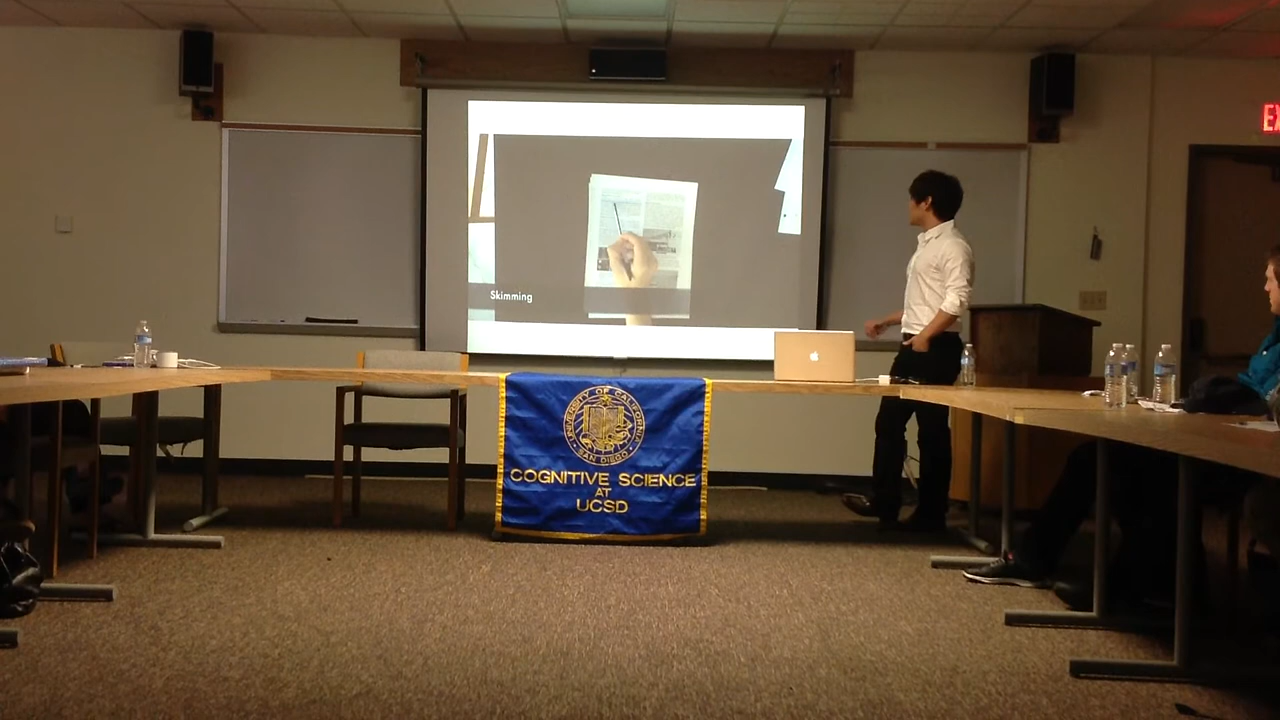 EX
Skimming
UNIVERSITY OF CALIFORNIA
SAN DIEGO
COGNITIVE SCIENCE
AT
UCSD